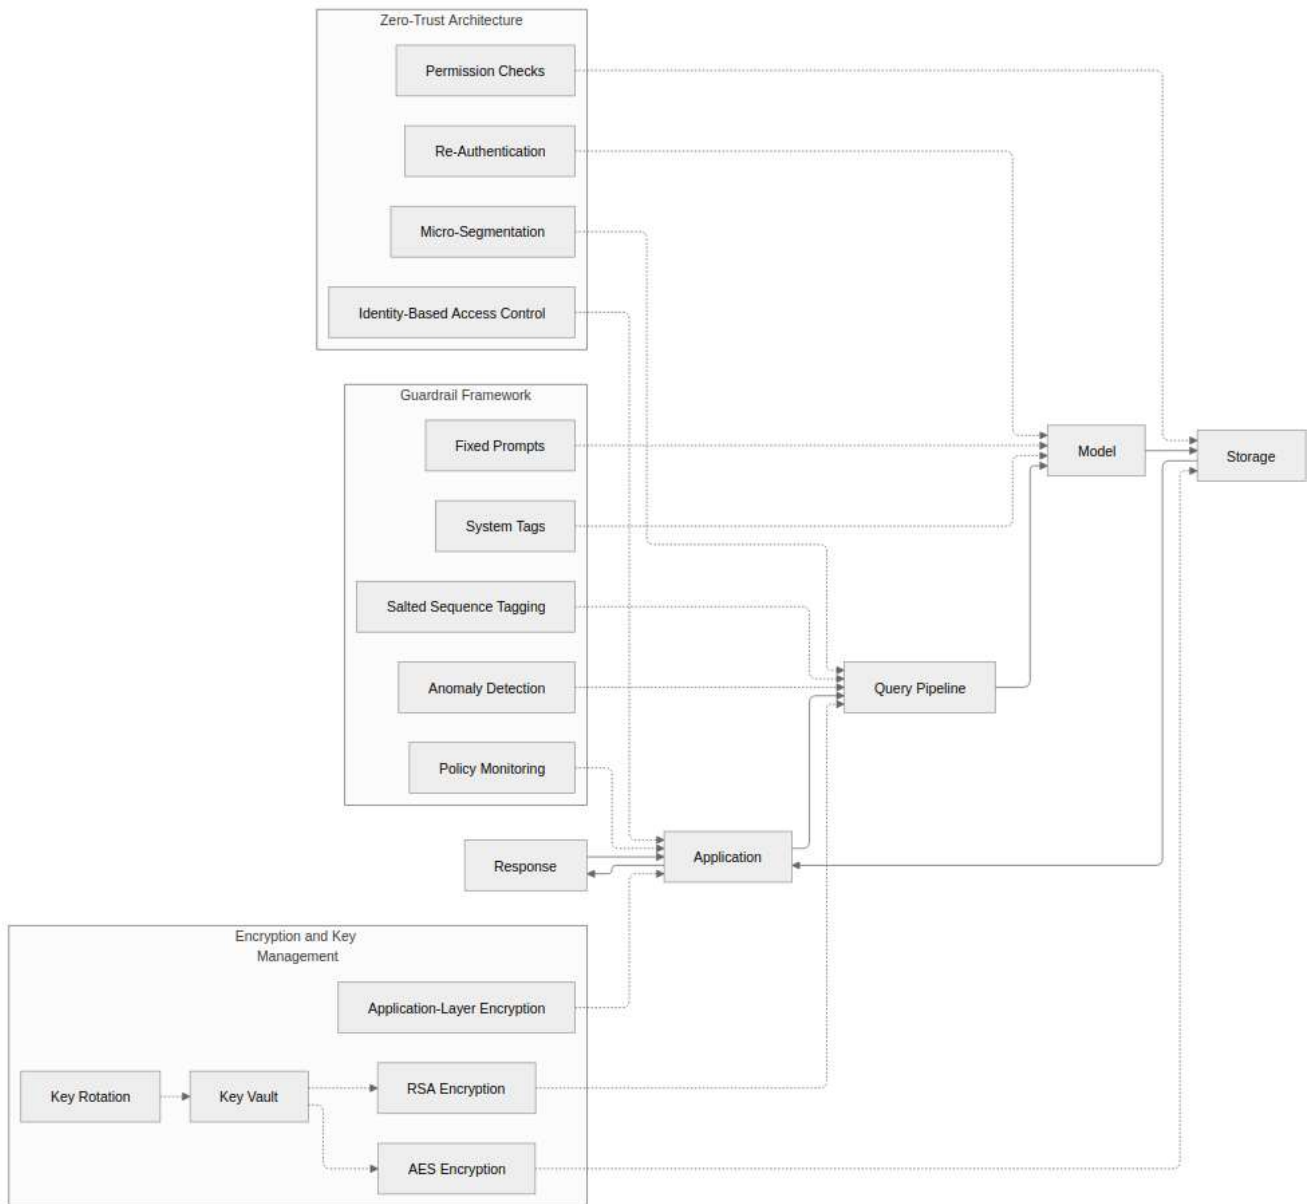 Zero-Trust Architecture
Permission Checks
Re-Authentication
Micro-Segmentation
Identity-Based Access Control
Guardrail Framework
Fixed Prompts
System Tags
Salted Sequence Tagging
Anomaly Detection
Policy Monitoring
Model
Storage
Query Pipeline
Response
Application
Encryption and Key
Management
Application-Layer Encryption
Key Rotation
Key Vault
RSA Encryption
AES Encryption